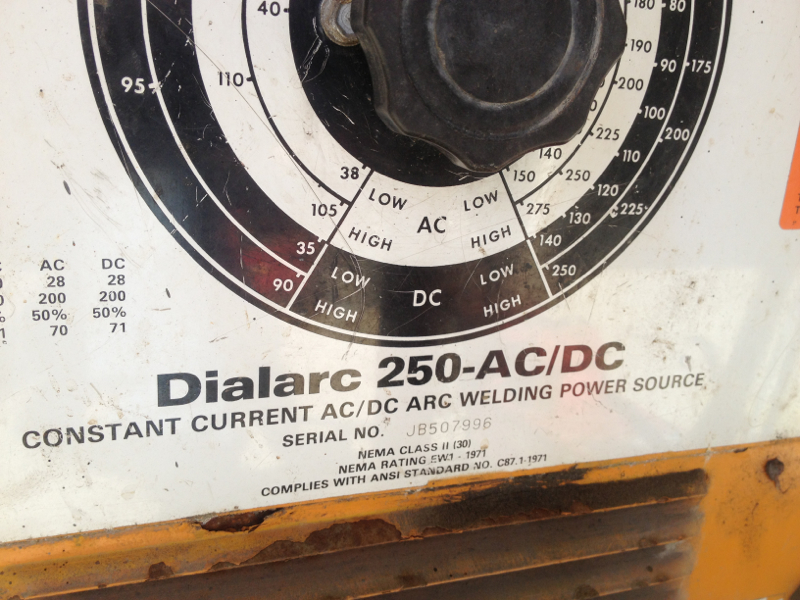 40
110
95
38
105
35
90
180
80
190
90
175
200
100
225
200
140
110
150
250
120
275
130
225
140
250
LOW LOW
AC
HIGH HIGH
LOW LOW
DC
HIGH HIGH
AC DC
28 28
200 200
50% 50%
70 71
Dialarc 250-AC/DC
CONSTANT CURRENT AC/DC ARC WELDING POWER SOURCE
SERIAL NO. JB507996
NEMA CLASS II (30)
NEMA RATING EW1 - 1971
COMPLIES WITH ANSI STANDARD NO. C87.1-1971